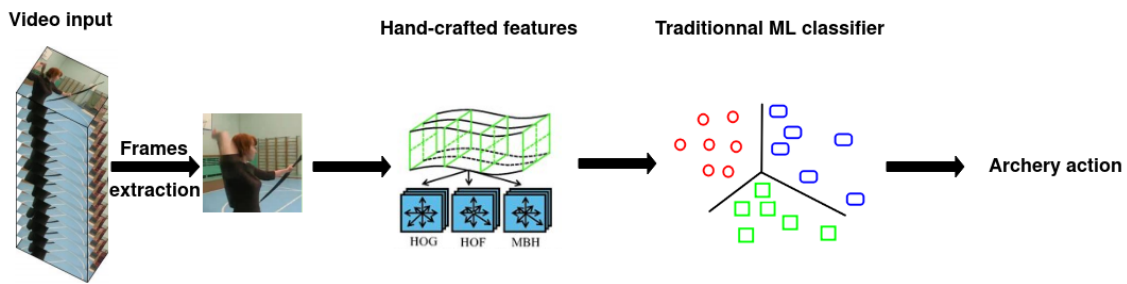 Video input
Hand-crafted features
Traditionnal ML classifier
Frames
extraction
Archery action
HOG
HOF
MBH